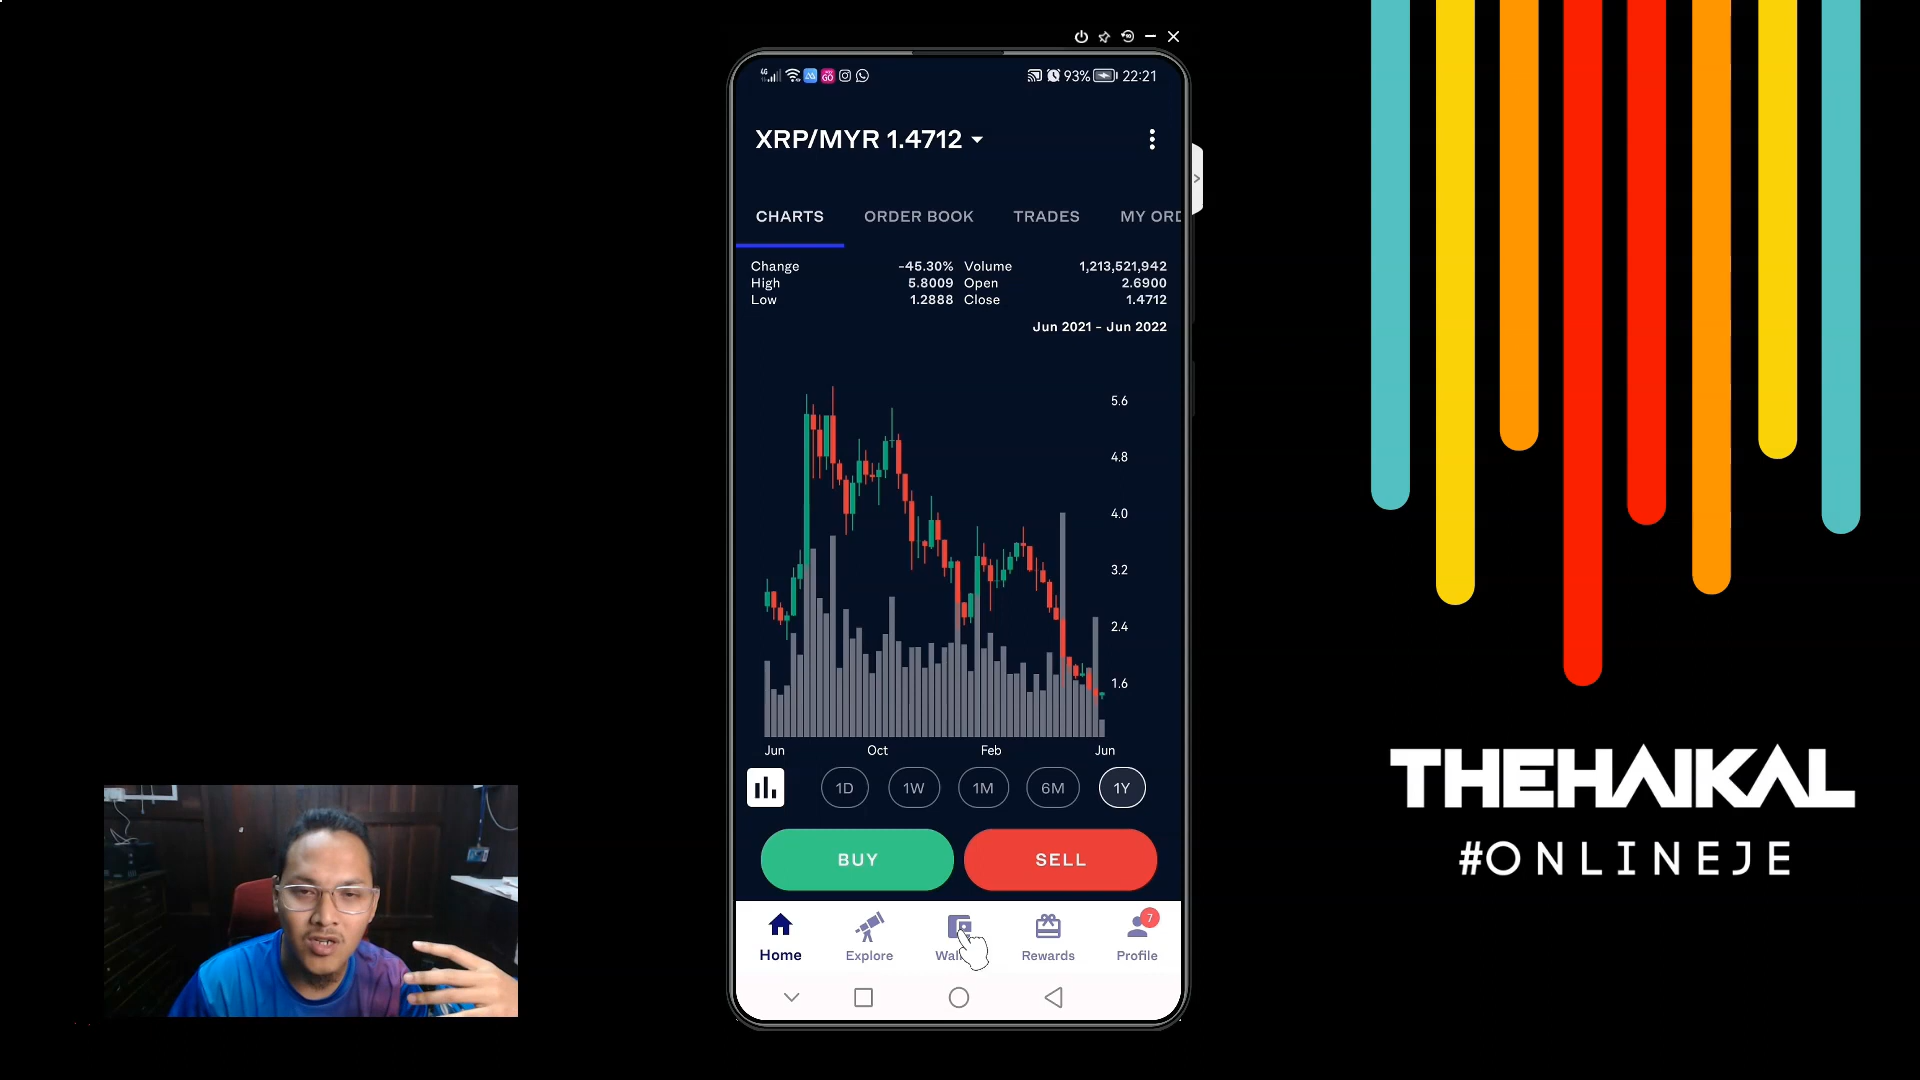 4G
GO
93%
22:21
XRP/MYR 1.4712
CHARTS ORDER BOOK TRADES MY ORD
Change -45.30% Volume 1,213,521,942
High 5.8009 Open 2.6900
Low 1.2888 Close 1.4712
Jun 2021 - Jun 2022
5.6
4.8
4.0
3.2
2.4
1.6
Jun Oct Feb Jun
1D 1W 1M 6M 1Y
BUY SELL
7
Home Explore Wal Rewards Profile
THEHAIKAL
#ONLINEJE